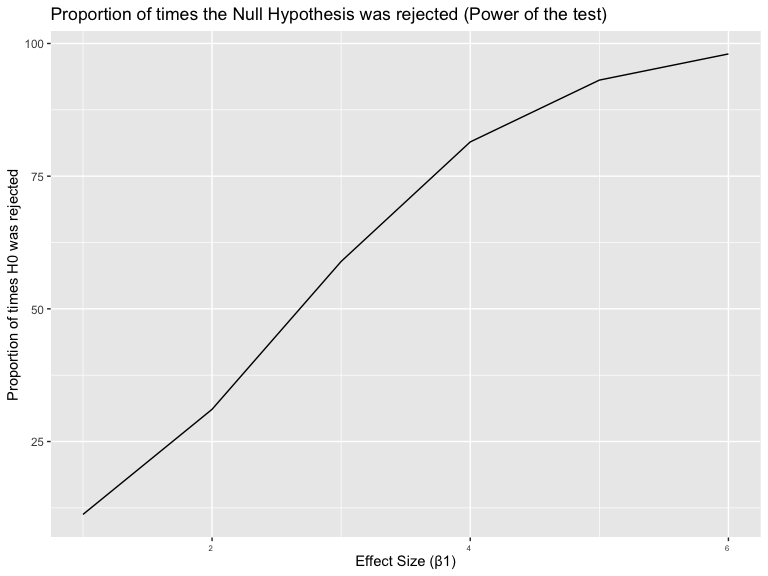 Proportion of times the Null Hypothesis was rejected (Power of the test)
Proportion of times H0 was rejected
100
75
50
25
2
4
6
Effect Size (β1)